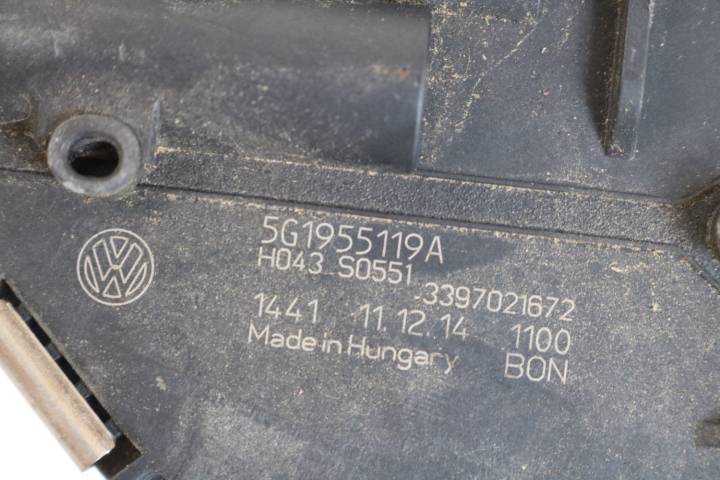 5G1955119A
H043 S0551
-3397021672
1441 11.12.14 1100
Made in Hungary BON